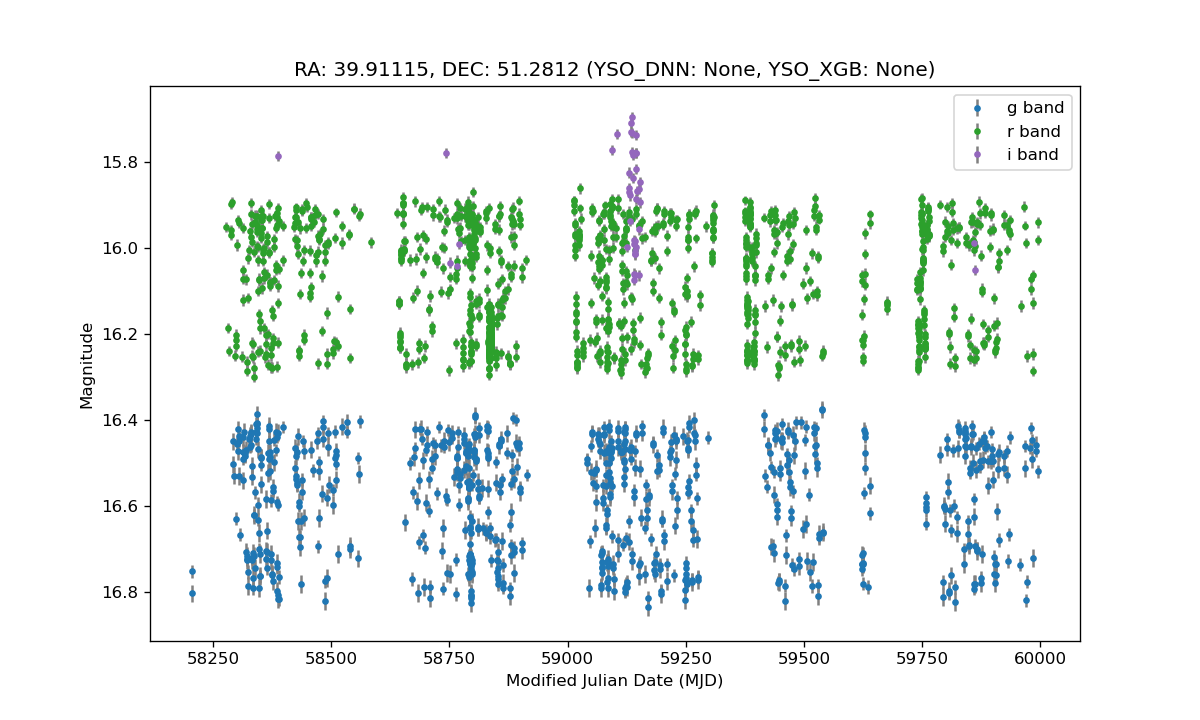 RA: 39.91115, DEC: 51.2812 (YSO_DNN: None, YSO_XGB: None)
g band
r band
i band
15.8
16.0
16.2
16.4
16.6
16.8
Magnitude
58250 58500 58750 59000 59250 59500 59750 60000
Modified Julian Date (MJD)